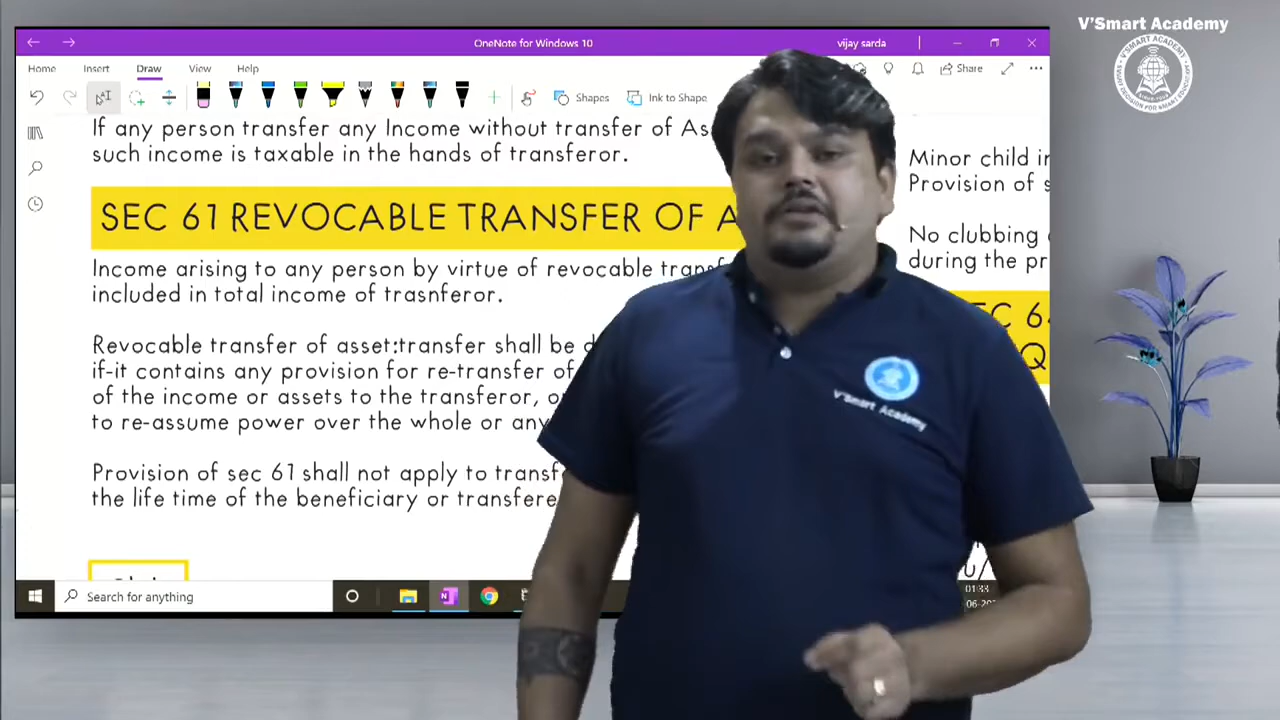 V'Smart Academy
OneNote for Windows 10
vijay sarda
Home Insert Draw View Help
Share
Shapes
Ink to Shape
If any person transfer any Income without transfer of
such income is taxable in the hands of transferor.
SEC 61 REVOCABLE TRANSFER OF
Income arising to any person by virtue of revocable
included in total income of trasnferor.
Revocable transfer of asset:transfer shall be
if-it contains any provision for re-transfer of
of the income or assets to the transferor,
to re-assume power over the whole or any
Provision of sec 61 shall not apply to
the life time of the beneficiary or
Minor child
Provision of
No clubbing
during the
V'Smart Academy
Search for anything
01:33